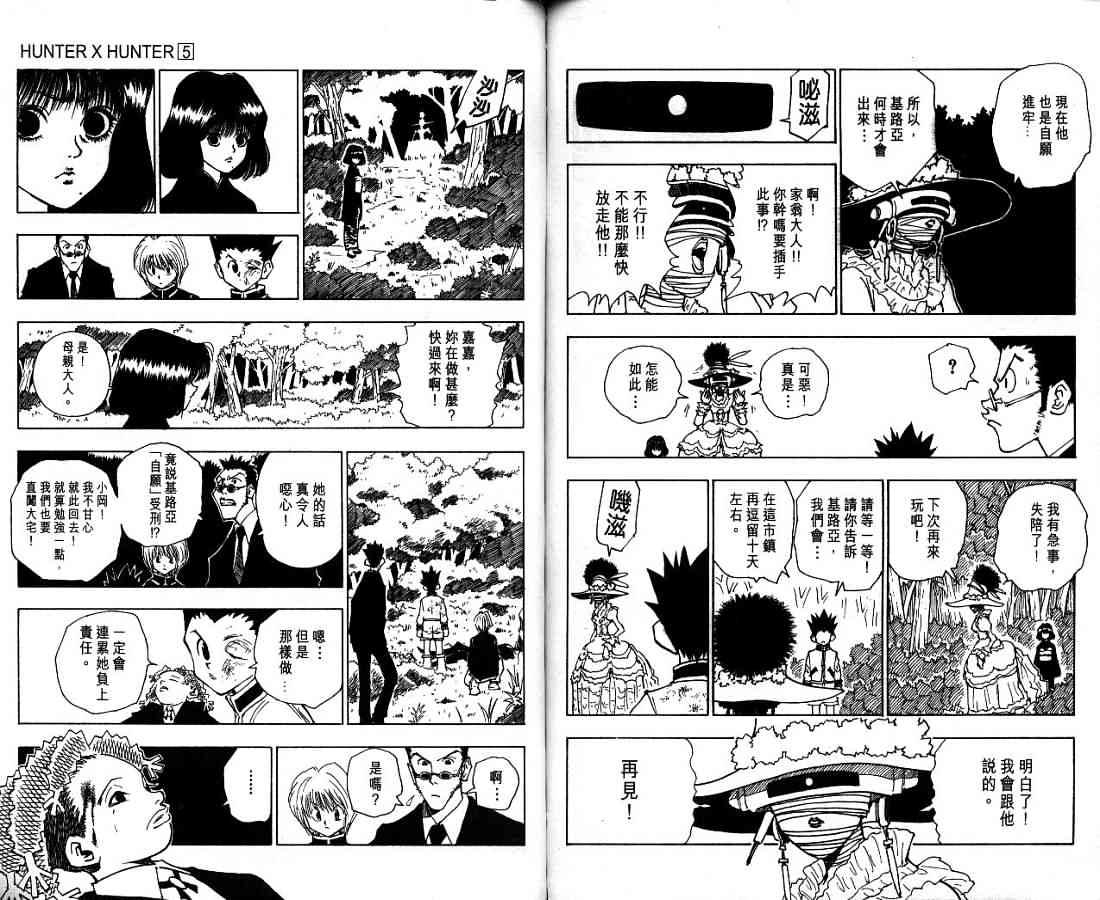 HUNTER X HUNTER 5
現在他
也是自願
進牢…
所以，
基路亞
何時才會
出來…
咇滋
啊！
家翁大人!!
你幹嗎要插手
此事!?
不行!!
不能那麼快
放走他!!
？
可惡！
真是…
怎能
如此…
我有急事，
失陪了！
下次再來
玩吧！
請等一等！
請你告訴
基路亞，
我們會…
在這市鎮
再逗留十天
左右。
嘰滋
明白了！
我會跟他
說的。
再見！
沙沙
嘉嘉，
妳在做甚麼？
快過來啊！
是！
母親大人。
她的話
真令人
噁心！
竟說基路亞
「自願」受刑!?
小岡！
我不甘心
就此回去！
就算勉強一點，
我們也要
直闖大宅！
嗯…
但是
那樣做…
一定會
連累她負上
責任。
啊…
是嗎？
……